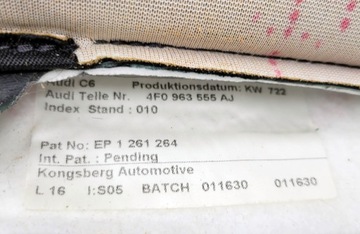 Audi C6 Produktionsdatum: KW 722
Audi Teile Nr. 4F0 963 555 AJ
Index Stand : 010
Pat No: EP 1 261 264
Int. Pat. : Pending
Kongsberg Automotive
L 16 I:S05 BATCH 011630 011630